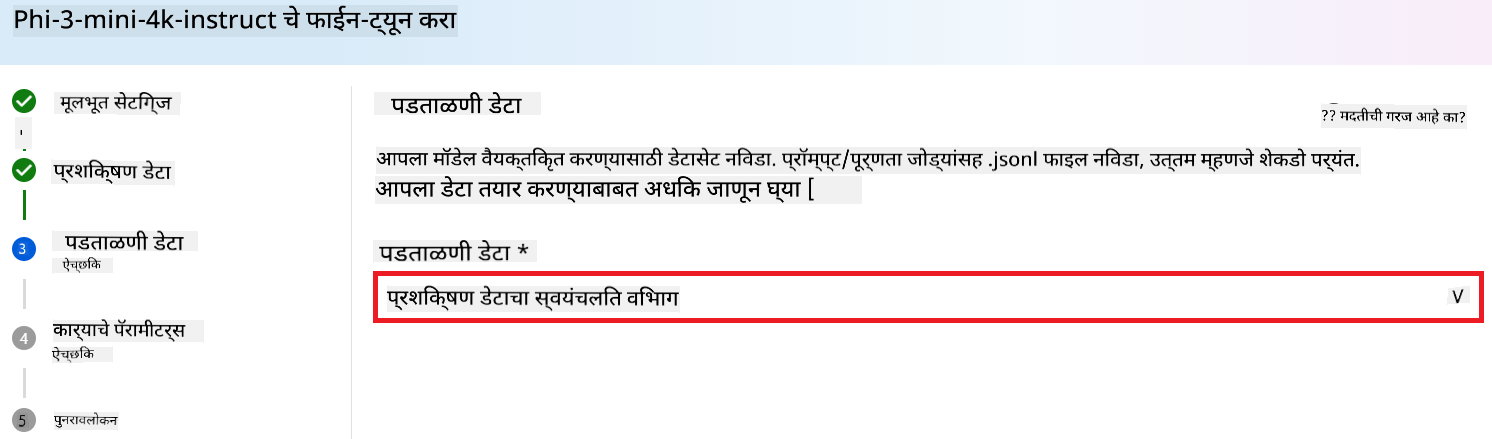 Phi-3-mini-4k-instruct चे फाईन-ट्यून करा
मूलभूत सेटिग्ज
प्रशिक्षण डेटा
3
पडताळणी डेटा
ऐच्छिक
4
कार्याचे पॅरामीटर्स
ऐच्छिक
5
पुनरावलोकन
पडताळणी डेटा
?? मदतीची गरज आहे का?
आपला मॉडेल वैयक्तिकृत करण्यासाठी डेटासेट निवडा. प्रॉम्प्ट/पूर्णता जोड्यांसह .jsonl फाइल निवडा, उत्तम म्हणजे शेकडो पर्यंत.
आपला डेटा तयार करण्याबाबत अधिक जाणून घ्या [
पडताळणी डेटा *
प्रशिक्षण डेटाचा स्वयंचलित विभाग
V